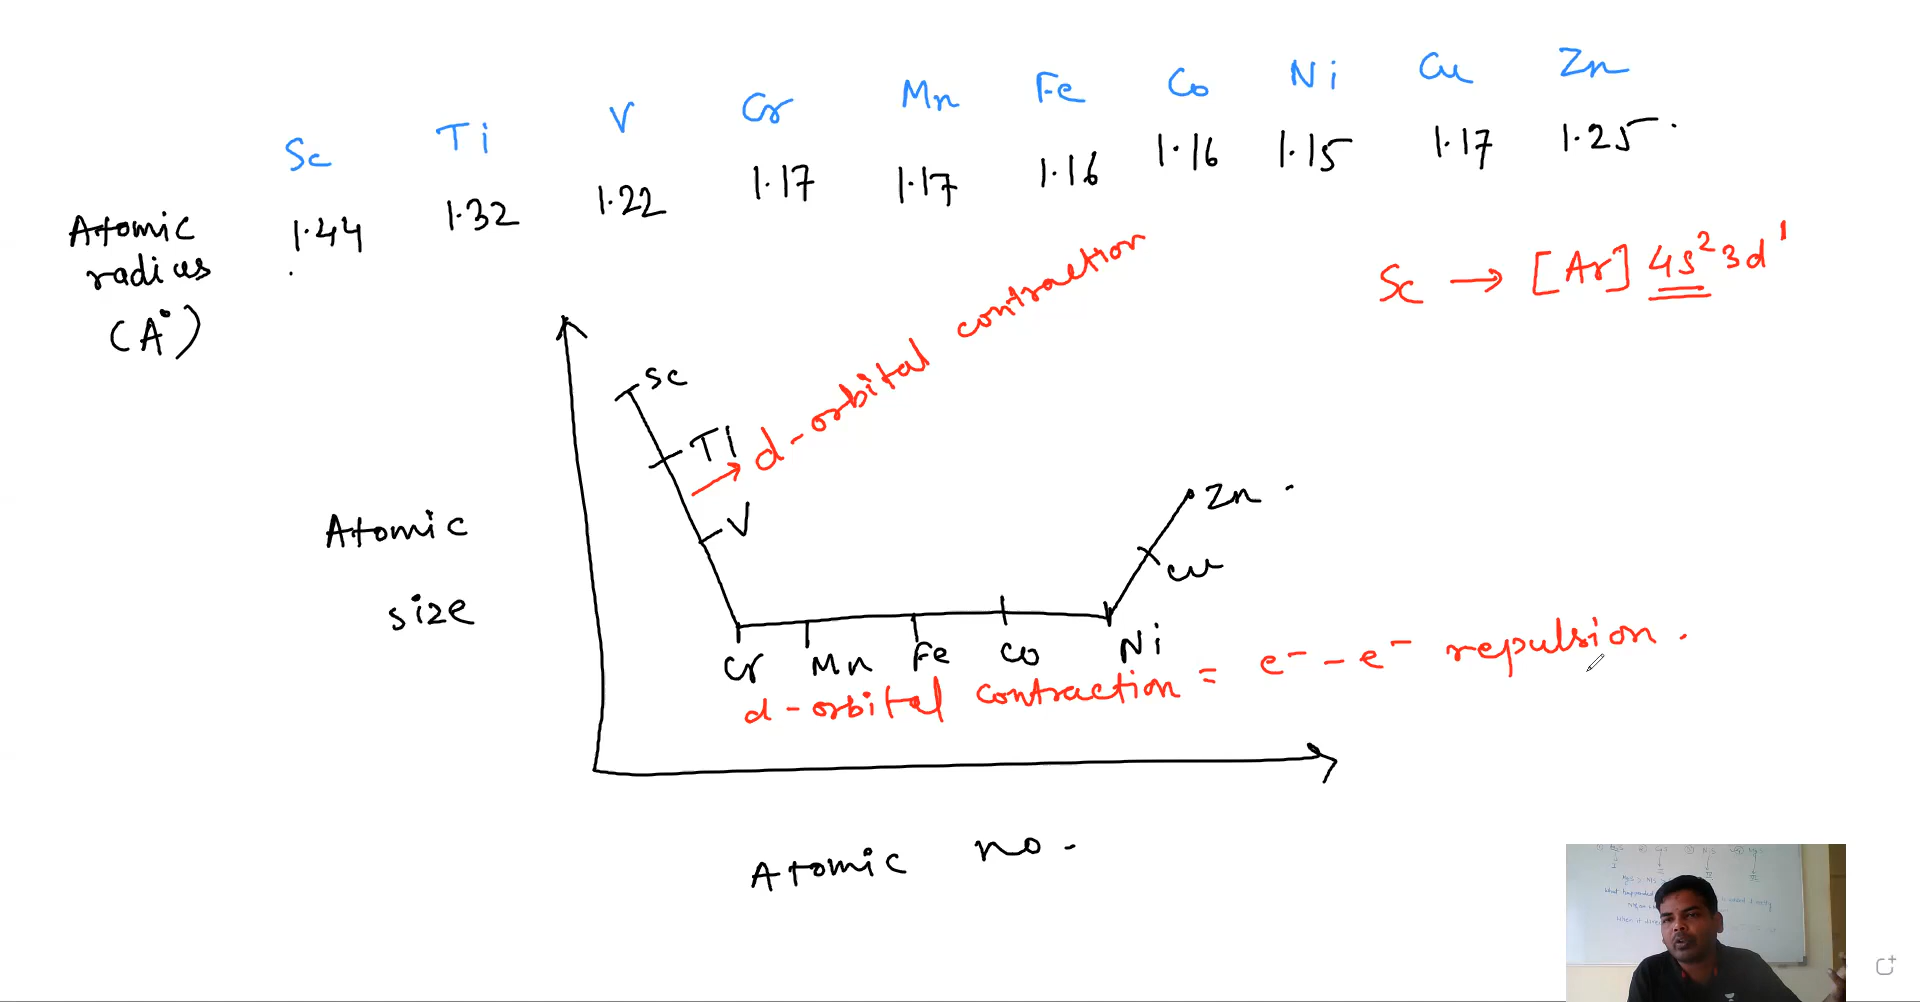 Sc Ti V Cr Mn Fe Co Ni Cu Zn
Atomic radius (A°) 1.44 1.32 1.22 1.17 1.17 1.16 1.16 1.15 1.17 1.25
Sc → [Ar] 4s² 3d¹
d-orbital contraction
Sc
Ti
V
Zn
Cu
Atomic
size
Cr Mn Fe Co Ni
d-orbital contraction = e⁻ - e⁻ repulsion.
Atomic no.